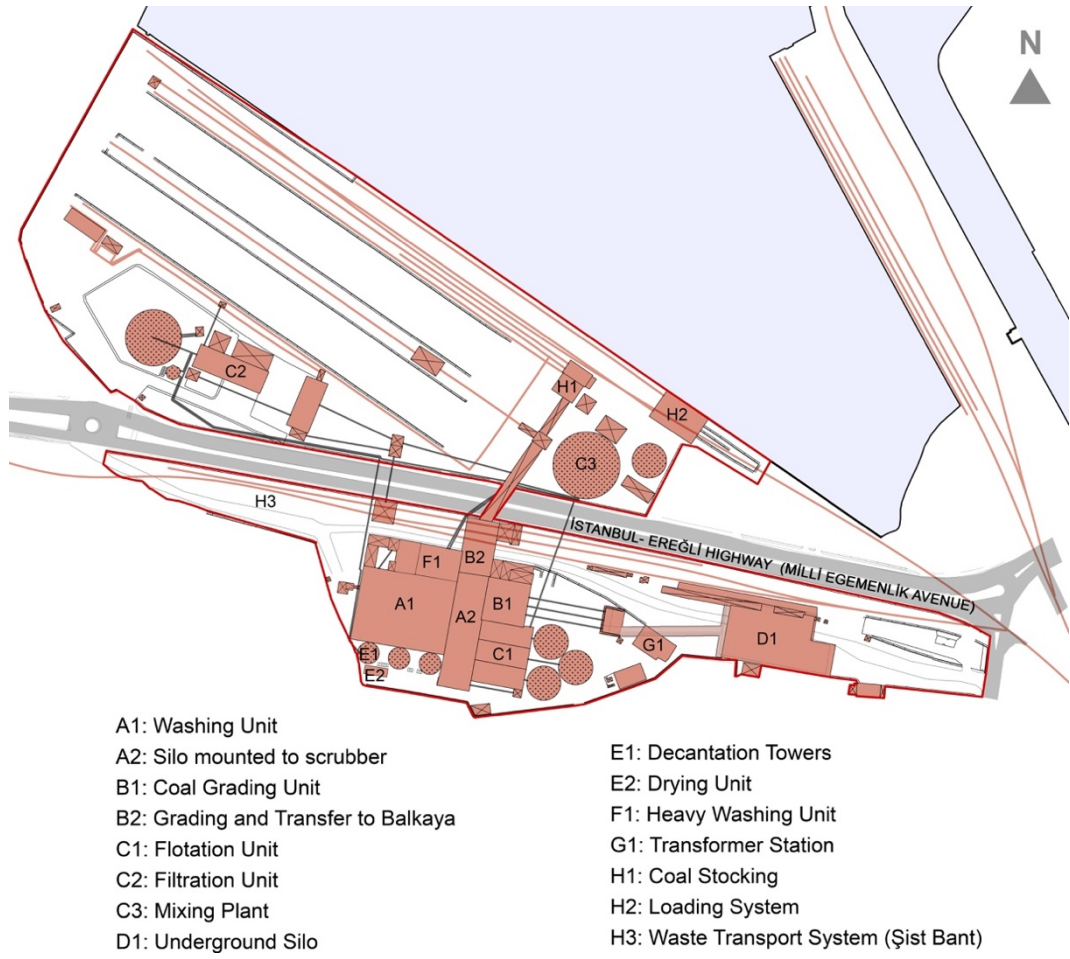 N
H1
C2
H2
C3
H3
İSTANBUL- EREĞLİ HIGHWAY (MİLLİ EGEMENLİK AVENUE)
B2
F1
A1
B1
A2
D1
G1
C1
E1
E2
A1: Washing Unit
A2: Silo mounted to scrubber
B1: Coal Grading Unit
B2: Grading and Transfer to Balkaya
C1: Flotation Unit
C2: Filtration Unit
C3: Mixing Plant
D1: Underground Silo
E1: Decantation Towers
E2: Drying Unit
F1: Heavy Washing Unit
G1: Transformer Station
H1: Coal Stocking
H2: Loading System
H3: Waste Transport System (Şist Bant)